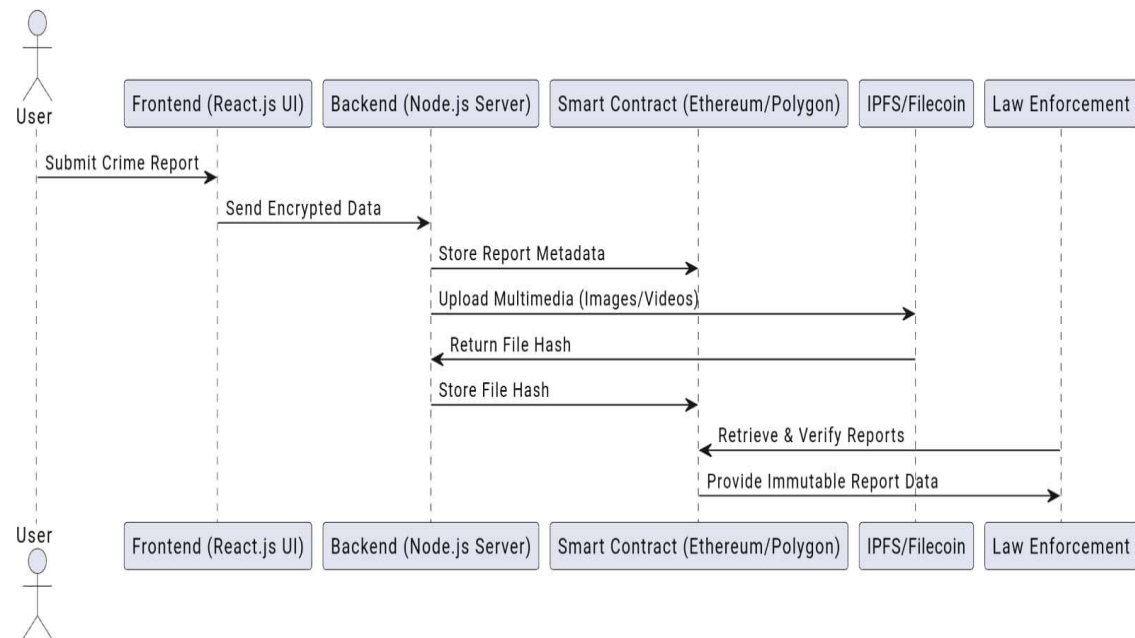 User
Frontend (React.js UI)
Backend (Node.js Server)
Smart Contract (Ethereum/Polygon)
IPFS/Filecoin
Law Enforcement
Submit Crime Report
Send Encrypted Data
Store Report Metadata
Upload Multimedia (Images/Videos)
Return File Hash
Store File Hash
Retrieve & Verify Reports
Provide Immutable Report Data
User
Frontend (React.js UI)
Backend (Node.js Server)
Smart Contract (Ethereum/Polygon)
IPFS/Filecoin
Law Enforcement